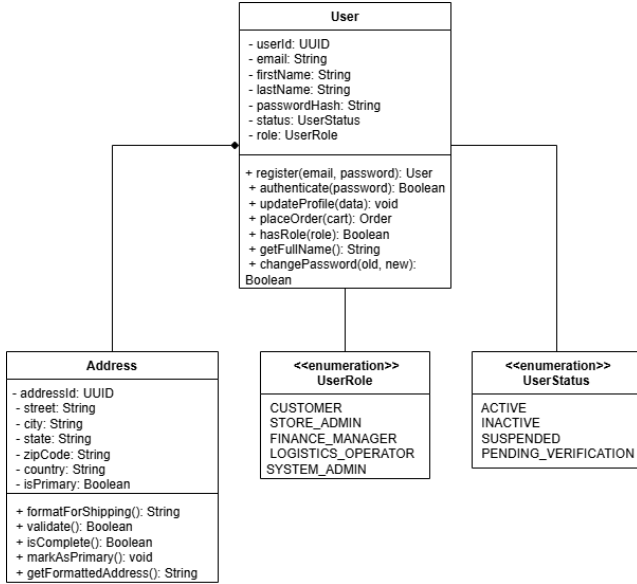 User
- userId: UUID
- email: String
- firstName: String
- lastName: String
- passwordHash: String
- status: UserStatus
- role: UserRole
+ register(email, password): User
+ authenticate(password): Boolean
+ updateProfile(data): void
+ placeOrder(cart): Order
+ hasRole(role): Boolean
+ getFullName(): String
+ changePassword(old, new):
Boolean
Address
- addressId: UUID
- street: String
- city: String
- state: String
- zipCode: String
- country: String
- isPrimary: Boolean
+ formatForShipping(): String
+ validate(): Boolean
+ isComplete(): Boolean
+ markAsPrimary(): void
+ getFormattedAddress(): String
<<enumeration>>
UserRole
CUSTOMER
STORE_ADMIN
FINANCE_MANAGER
LOGISTICS_OPERATOR
SYSTEM_ADMIN
<<enumeration>>
UserStatus
ACTIVE
INACTIVE
SUSPENDED
PENDING_VERIFICATION